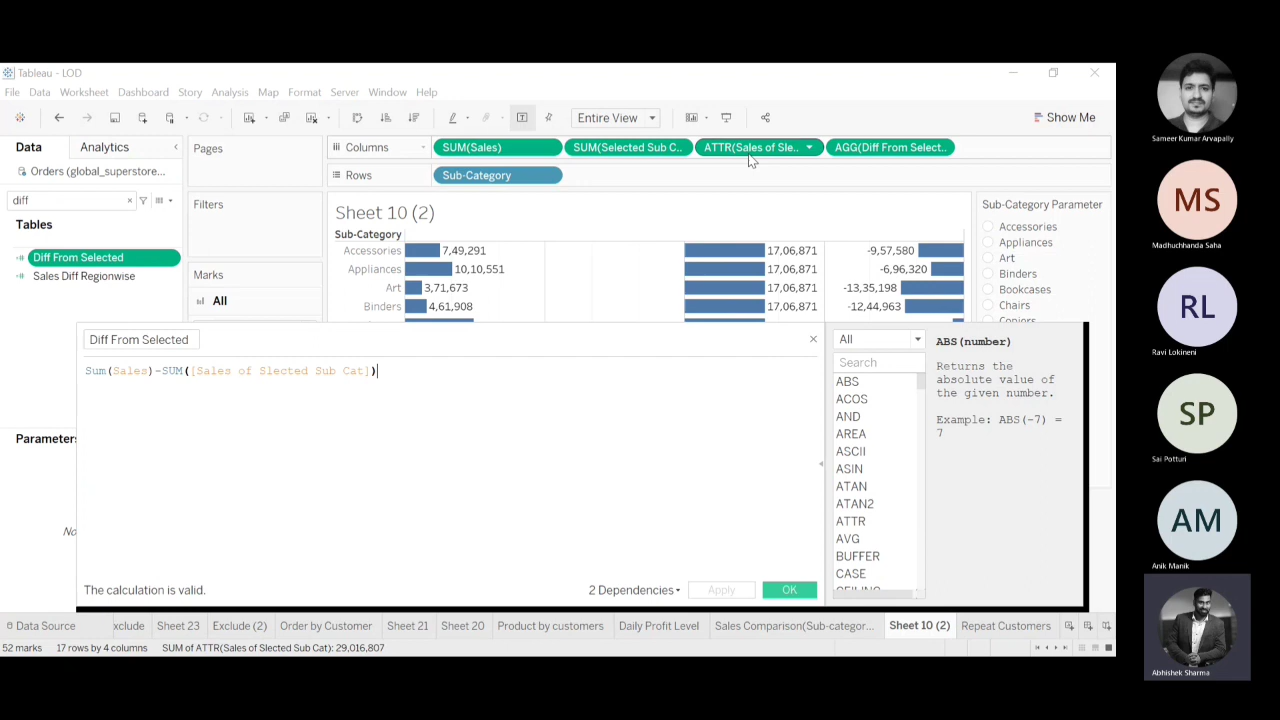 Tableau - LOD
File Data Worksheet Dashboard Story Analysis Map Format Server Window Help
Entire View
Show Me
Data Analytics
Pages
Columns SUM(Sales) SUM(Selected Sub C.. ATTR(Sales of Sle.. AGG(Diff From Select..
Orders (global_superstore...
Rows Sub-Category
diff
Filters
Sheet 10 (2)
Sub-Category Parameter
Tables
Sub-Category
Accessories
Accessories 7,49,291 17,06,871 -9,57,580
Appliances
Diff From Selected
Appliances 10,10,551 17,06,871 -6,96,320
Art
Sales Diff Regionwise
Marks
Art 3,71,673 17,06,871 -13,35,198
Binders
Bookcases
All
Binders 4,61,908 17,06,871 -12,44,963
Chairs
Copiers
Diff From Selected
All
ABS(number)
Search
Sum(Sales)-SUM([Sales of Slected Sub Cat])
Returns the
absolute value of
the given number.
Example: ABS(-7) =
7
ABS
ACOS
AND
AREA
ASCII
ASIN
ATAN
ATAN2
ATTR
AVG
BUFFER
CASE
CEILING
Parameters
No
The calculation is valid.
2 Dependencies
Apply
OK
Data Source xclude Sheet 23 Exclude (2) Order by Customer Sheet 21 Sheet 20 Product by customers Daily Profit Level Sales Comparison(Sub-categor... Sheet 10 (2) Repeat Customers
52 marks 17 rows by 4 columns SUM of ATTR(Sales of Slected Sub Cat): 29,016,807
Sameer Kumar Arvapally
MS
Madhuchhanda Saha
RL
Ravi Lokineni
SP
Sai Potturi
AM
Anik Manik
Abhishek Sharma